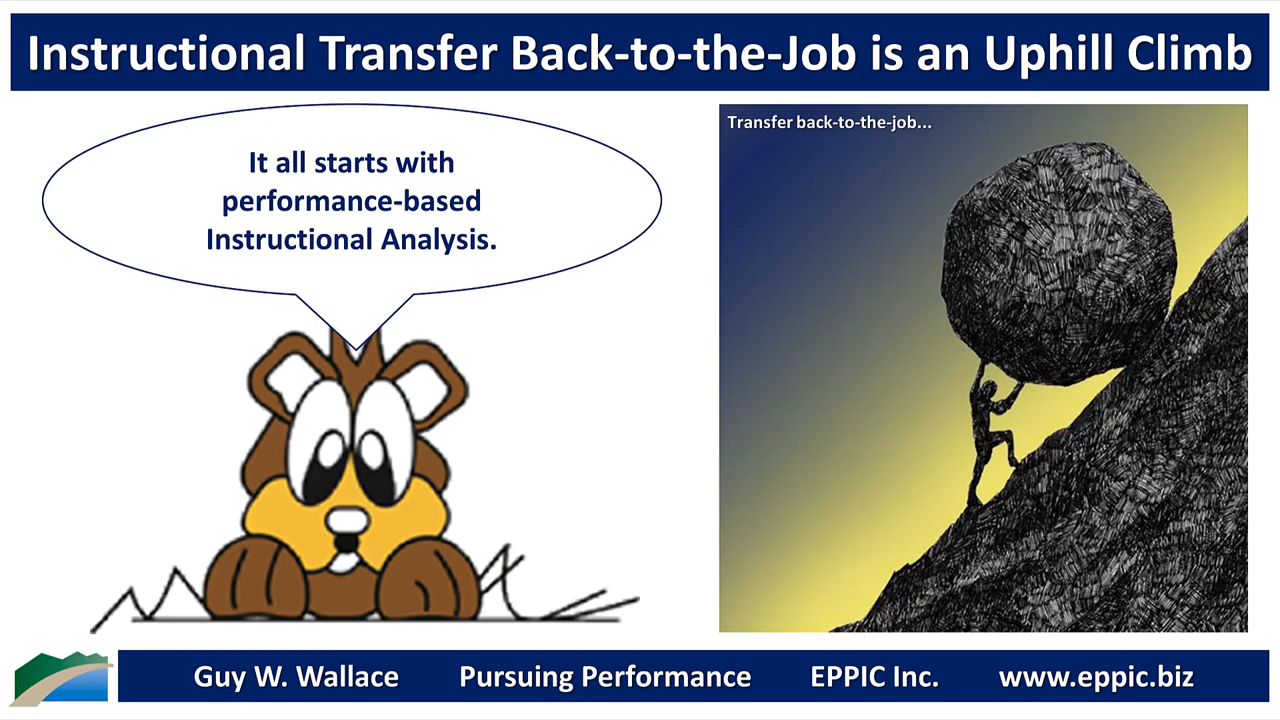 Instructional Transfer Back-to-the-Job is an Uphill Climb
It all starts with
performance-based
Instructional Analysis.
Transfer back-to-the-job...
Guy W. Wallace Pursuing Performance EPPIC Inc. www.eppic.biz